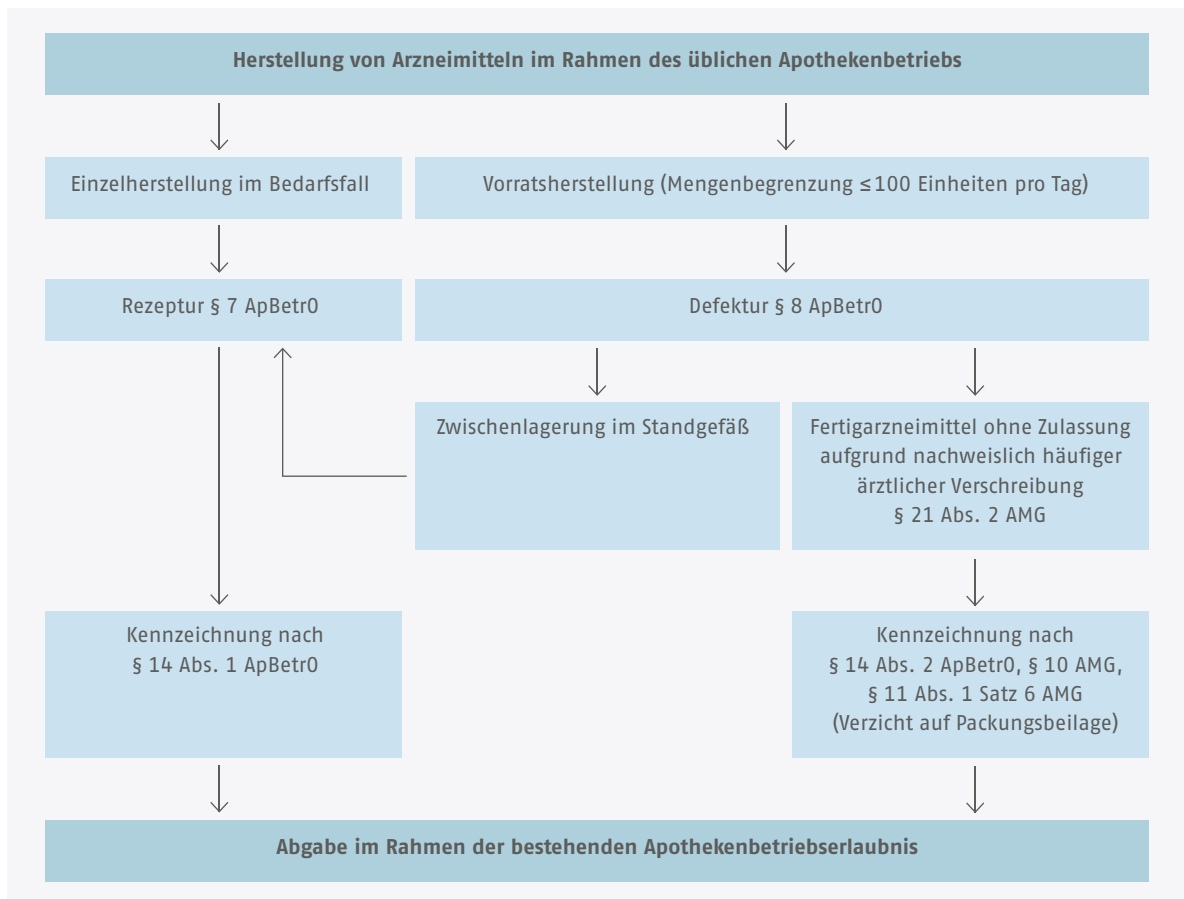 Herstellung von Arzneimitteln im Rahmen des üblichen Apothekenbetriebs
Einzelherstellung im Bedarfsfall
Vorratsherstellung (Mengenbegrenzung ≤100 Einheiten pro Tag)
Rezeptur § 7 ApBetrO
Defektur § 8 ApBetrO
Zwischenlagerung im Standgefäß
Fertigarzneimittel ohne Zulassung
aufgrund nachweislich häufiger
ärztlicher Verschreibung
§ 21 Abs. 2 AMG
Kennzeichnung nach
§ 14 Abs. 1 ApBetrO
Kennzeichnung nach
§ 14 Abs. 2 ApBetrO, § 10 AMG,
§ 11 Abs. 1 Satz 6 AMG
(Verzicht auf Packungsbeilage)
Abgabe im Rahmen der bestehenden Apothekenbetriebserlaubnis